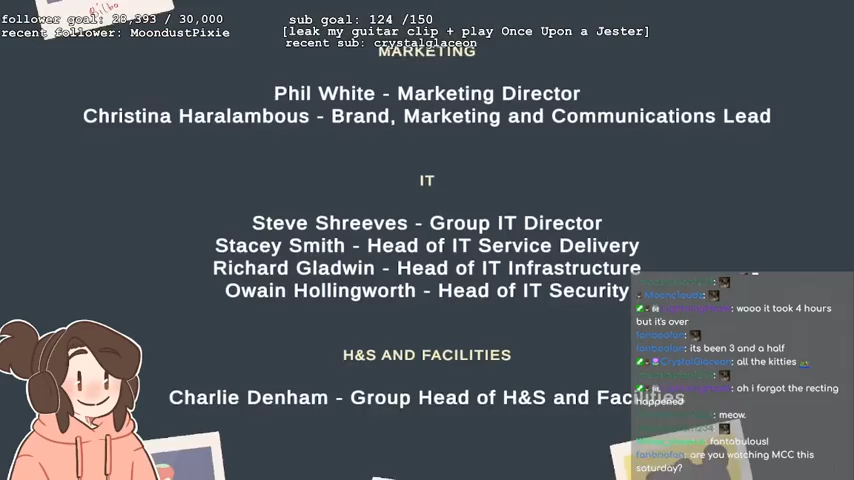 Bilbo
follower goal: 28,393 / 30,000
recent follower: MoondustPixie
sub goal: 124 /150
[leak my guitar clip + play Once Upon a Jester]
recent sub: crystalglaceon
MARKETING
Phil White - Marketing Director
Christina Haralambous - Brand, Marketing and Communications Lead
IT
Steve Shreeves - Group IT Director
Stacey Smith - Head of IT Service Delivery
Richard Gladwin - Head of IT Infrastructure
Owain Hollingworth - Head of IT Security
H&S AND FACILITIES
Charlie Denham - Group Head of H&S and Facilities
: wooo it took 4 hours
but it's over
: its been 3 and a half
CrystalGlaceon: all the kitties
: oh i forgot the recting
happened
: meow.
: fantabulous!
: are you watching MCC this
saturday?